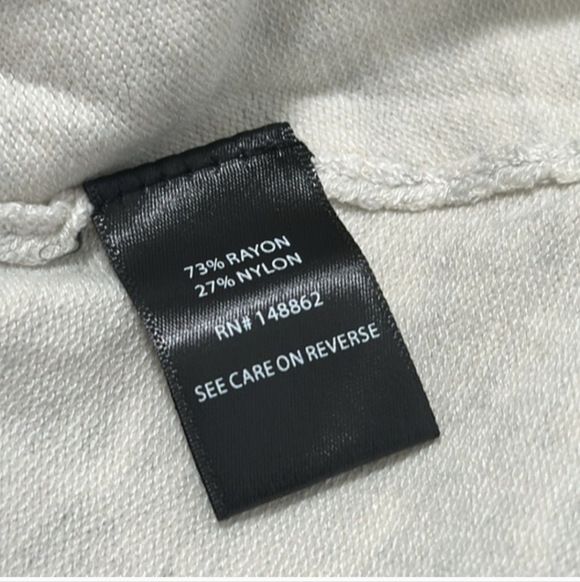 73% RAYON
27% NYLON
RN# 148862
SEE CARE ON REVERSE